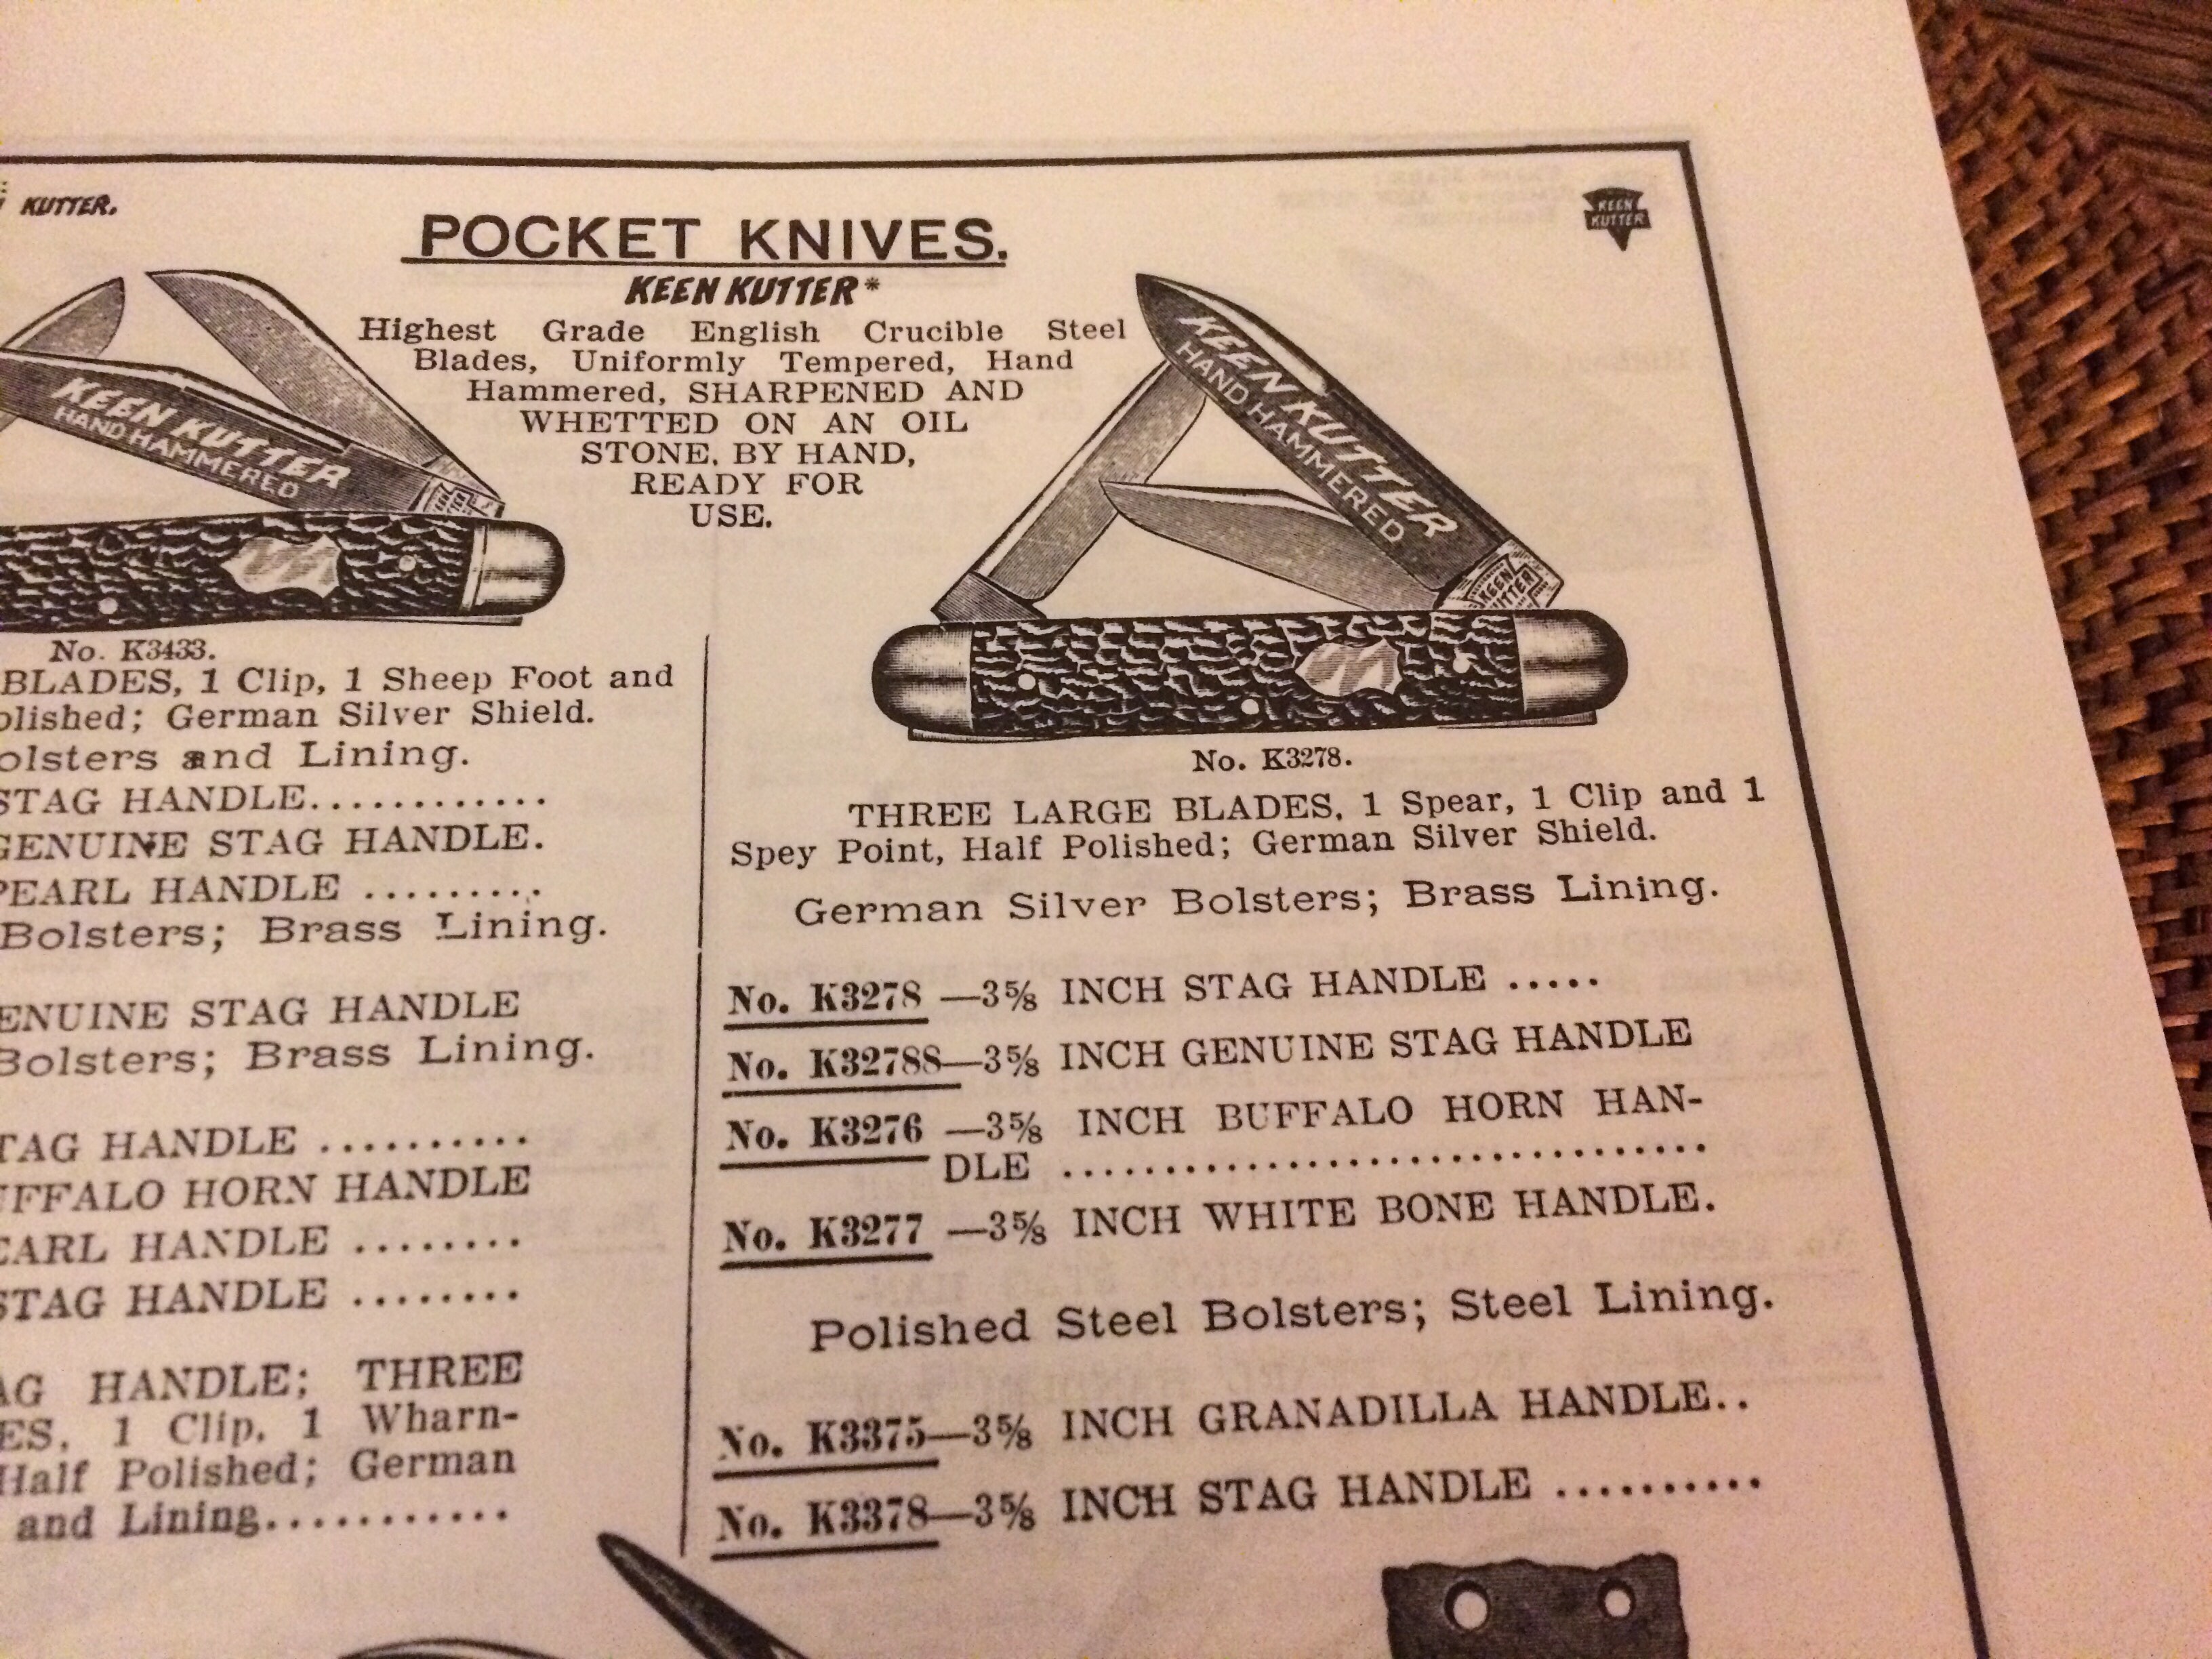 KUTTER.
KEEN
KUTTER
POCKET KNIVES.
KEEN KUTTER*
Highest Grade English Crucible Steel
Blades, Uniformly Tempered, Hand
Hammered, SHARPENED AND
WHETTED ON AN OIL
STONE, BY HAND,
READY FOR
USE.
KEEN KUTTER
HAND HAMMERED
No. K3433.
BLADES, 1 Clip, 1 Sheep Foot and
olished; German Silver Shield.
olsters and Lining.
STAG HANDLE............
GENUINE STAG HANDLE.
PEARL HANDLE .........
Bolsters; Brass Lining.
ENUINE STAG HANDLE
Bolsters; Brass Lining.
TAG HANDLE ..........
UFFALO HORN HANDLE
EARL HANDLE ........
STAG HANDLE ........
AG HANDLE; THREE
ES, 1 Clip, 1 Wharn-
Half Polished; German
and Lining...........
KEEN KUTTER
HAND HAMMERED
KEEN
UTTER
No. K3278.
THREE LARGE BLADES, 1 Spear, 1 Clip and 1
Spey Point, Half Polished; German Silver Shield.
German Silver Bolsters; Brass Lining.
No. K3278 —3⅝ INCH STAG HANDLE .....
No. K3278S—3⅝ INCH GENUINE STAG HANDLE
No. K3276 —3⅝ INCH BUFFALO HORN HAN-
DLE ................................
No. K3277 —3⅝ INCH WHITE BONE HANDLE.
Polished Steel Bolsters; Steel Lining.
No. K3375—3⅝ INCH GRANADILLA HANDLE..
No. K3378—3⅝ INCH STAG HANDLE ..........